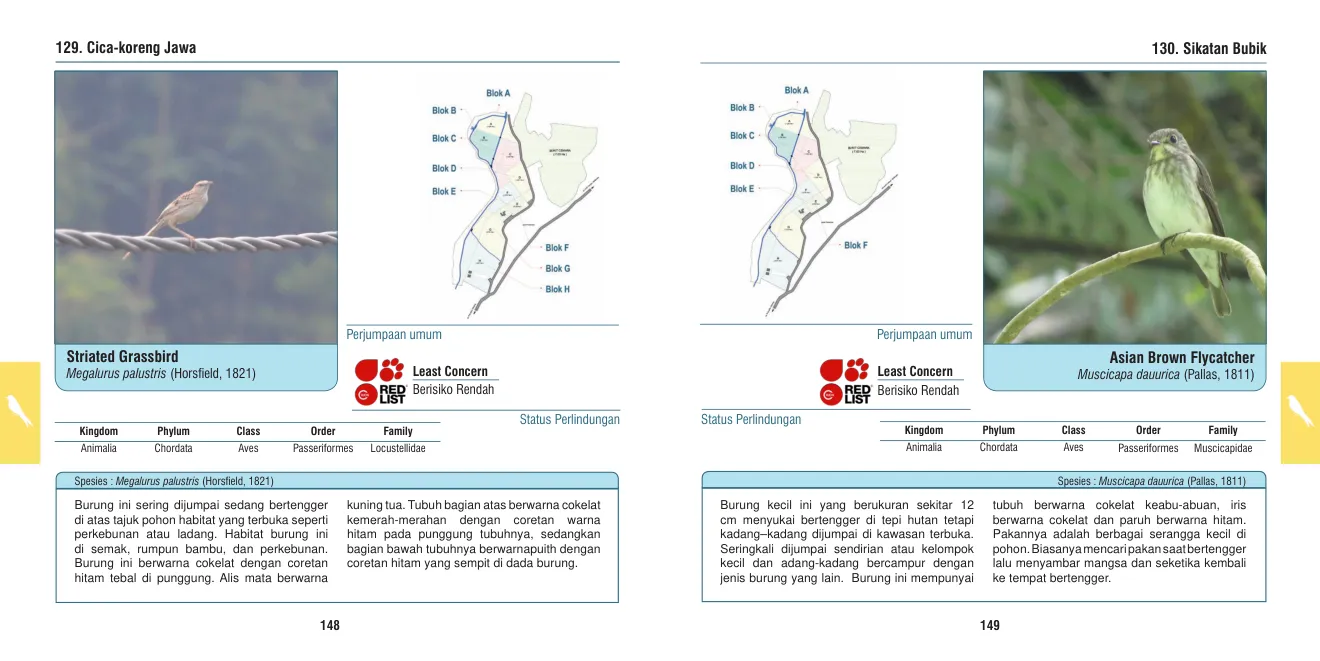 129. Cica-koreng Jawa
Blok A
Blok B
Blok C
Blok D
Blok E
Blok F
Blok G
Blok H
Perjumpaan umum
Striated Grassbird
Megalurus palustris (Horsfield, 1821)
RED LIST
Least Concern
Berisiko Rendah
Status Perlindungan
Kingdom Phylum Class Order Family
Animalia Chordata Aves Passeriformes Locustellidae
Spesies : Megalurus palustris (Horsfield, 1821)
Burung ini sering dijumpai sedang bertengger
di atas tajuk pohon habitat yang terbuka seperti
perkebunan atau ladang. Habitat burung ini
di semak, rumpun bambu, dan perkebunan.
Burung ini berwarna cokelat dengan coretan
hitam tebal di punggung. Alis mata berwarna
kuning tua. Tubuh bagian atas berwarna cokelat
kemerah-merahan dengan coretan warna
hitam pada punggung tubuhnya, sedangkan
bagian bawah tubuhnya berwarnapuith dengan
coretan hitam yang sempit di dada burung.
148
130. Sikatan Bubik
Blok A
Blok B
Blok C
Blok D
Blok E
Blok F
Perjumpaan umum
Asian Brown Flycatcher
Muscicapa dauurica (Pallas, 1811)
RED LIST
Least Concern
Berisiko Rendah
Status Perlindungan
Kingdom Phylum Class Order Family
Animalia Chordata Aves Passeriformes Muscicapidae
Spesies : Muscicapa dauurica (Pallas, 1811)
Burung kecil ini yang berukuran sekitar 12
cm menyukai bertengger di tepi hutan tetapi
kadang–kadang dijumpai di kawasan terbuka.
Seringkali dijumpai sendirian atau kelompok
kecil dan adang-kadang bercampur dengan
jenis burung yang lain. Burung ini mempunyai
tubuh berwarna cokelat keabu-abuan, iris
berwarna cokelat dan paruh berwarna hitam.
Pakannya adalah berbagai serangga kecil di
pohon. Biasanya mencari pakan saat bertengger
lalu menyambar mangsa dan seketika kembali
ke tempat bertengger.
149